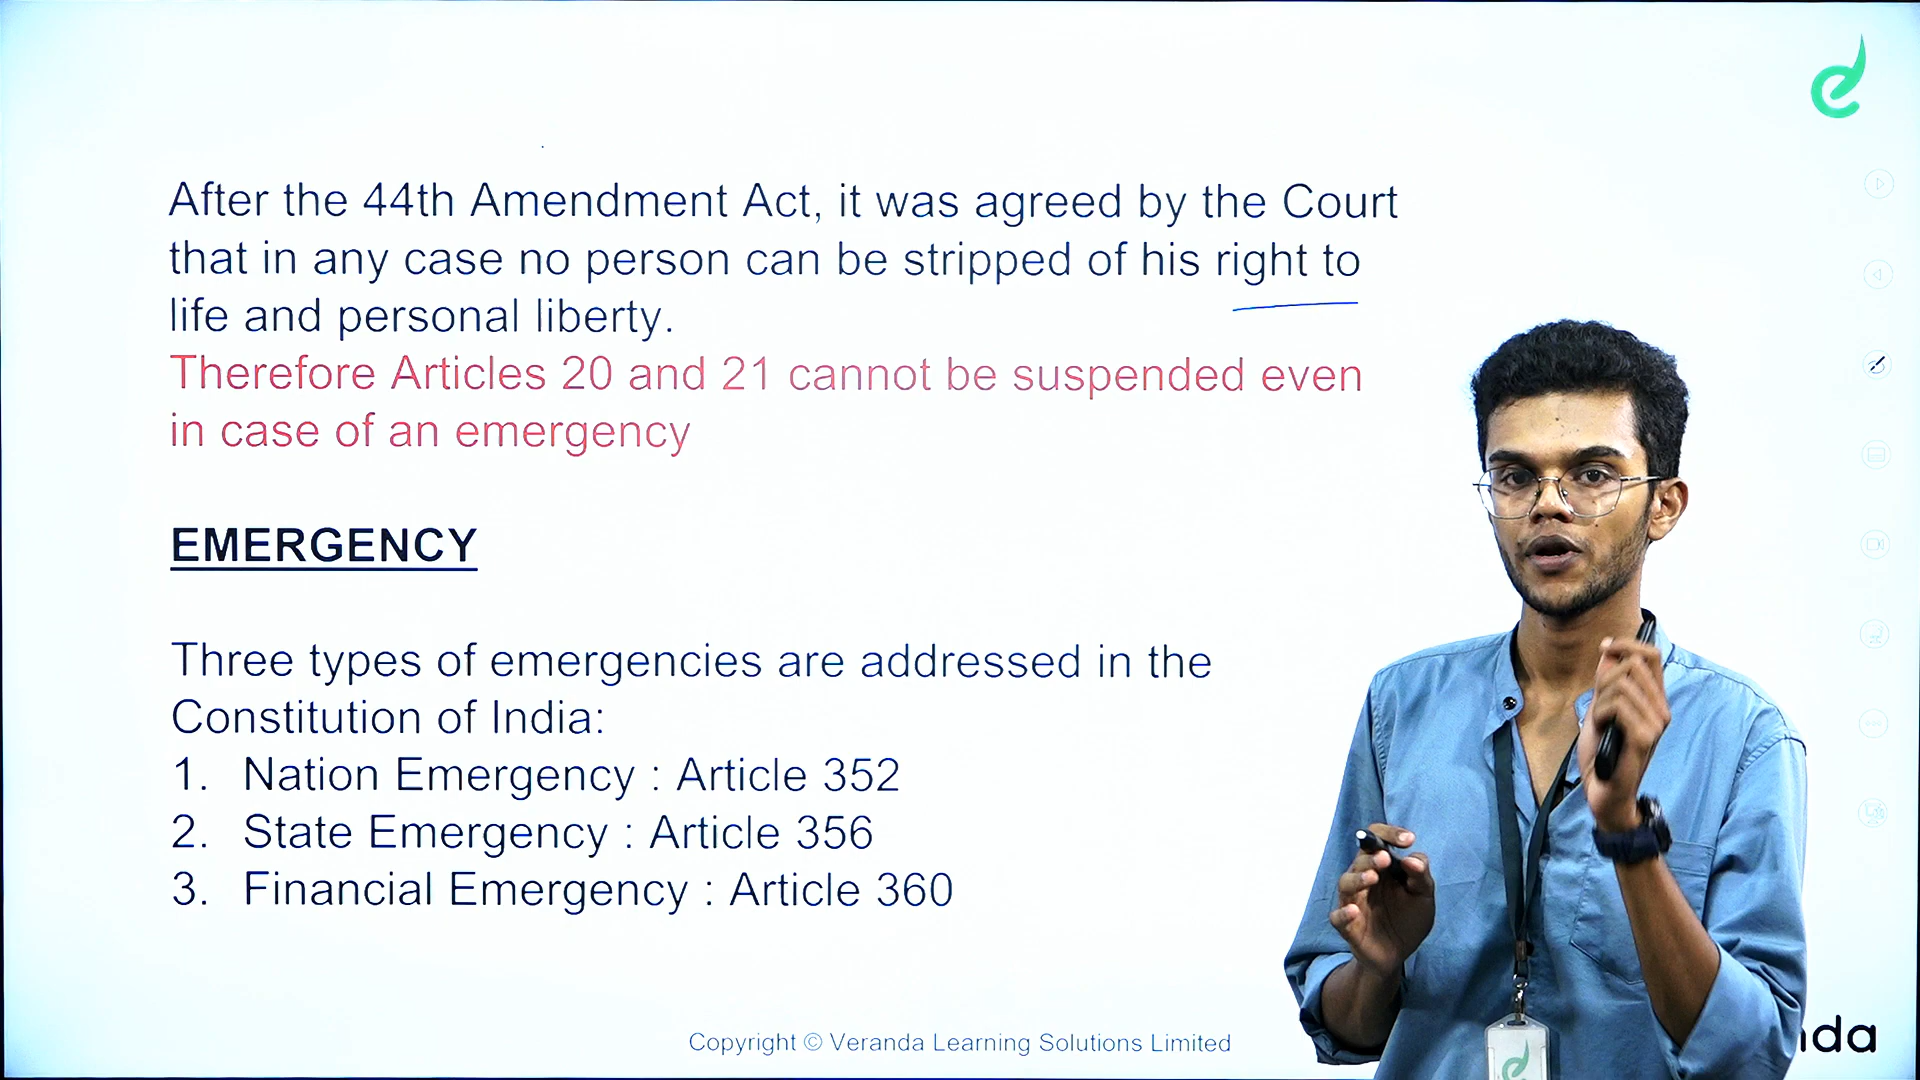 After the 44th Amendment Act, it was agreed by the Court
that in any case no person can be stripped of his right to
life and personal liberty.
Therefore Articles 20 and 21 cannot be suspended even
in case of an emergency
EMERGENCY
Three types of emergencies are addressed in the
Constitution of India:
1. Nation Emergency : Article 352
2. State Emergency : Article 356
3. Financial Emergency : Article 360
Copyright © Veranda Learning Solutions Limited
nda